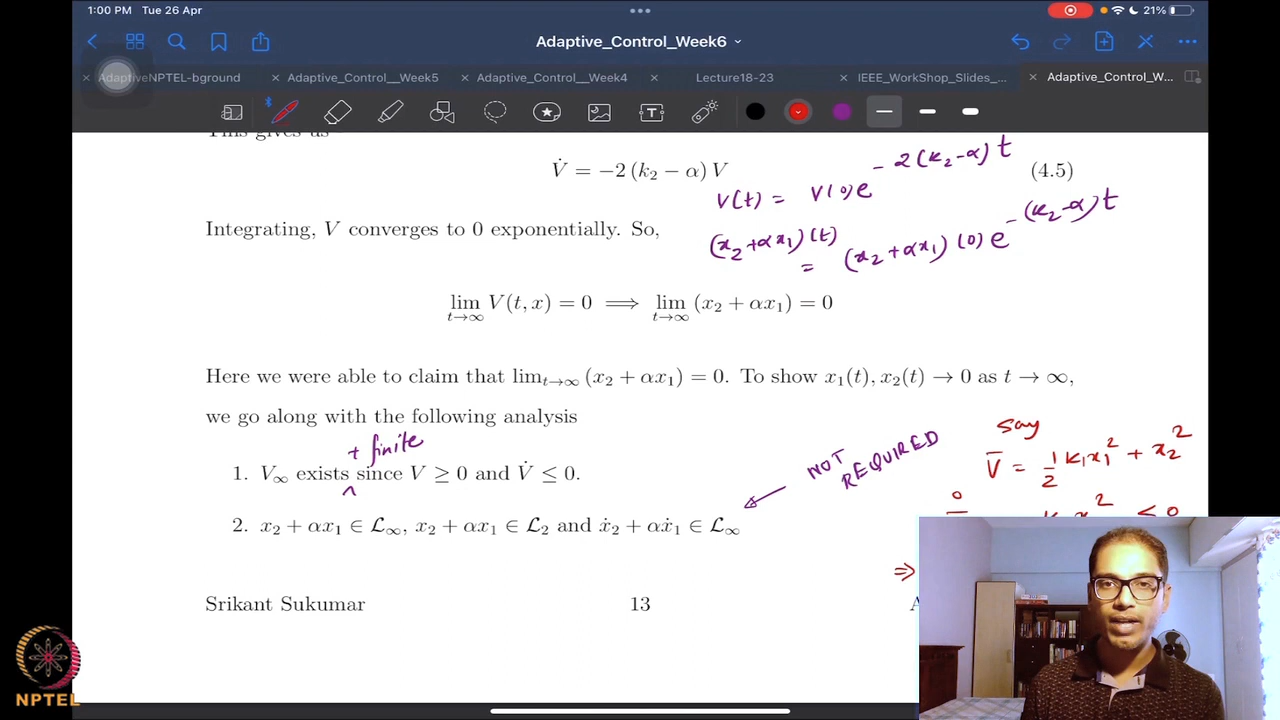 1:00 PM Tue 26 Apr
21%
Adaptive_Control_Week6
AdaptiveNPTEL-bground
Adaptive_Control__Week5
Adaptive_Control__Week4
Lecture18-23
IEEE_WorkShop_Slides_...
Adaptive_Control_W...
This gives us
V̇ = −2 (k₂ − α) V (4.5)
V(t) = V(0)e^{-2(k₂-α)t}
Integrating, V converges to 0 exponentially. So,
(x₂+αx₁)(t)
= (x₂+αx₁)(0)e^{-(k₂-α)t}
lim_{t→∞} V(t, x) = 0 ⟹ lim_{t→∞} (x₂ + αx₁) = 0
Here we were able to claim that lim_{t→∞} (x₂ + αx₁) = 0. To show x₁(t), x₂(t) → 0 as t → ∞,
we go along with the following analysis
+ finite
1. V∞ exists since V ≥ 0 and V̇ ≤ 0.
2. x₂ + αx₁ ∈ 𝓛∞, x₂ + αx₁ ∈ 𝓛₂ and ẋ₂ + αẋ₁ ∈ 𝓛∞
NOT
REQUIRED
say
V̄ = ½ k₁x₁² + x₂²
≤ 0
⇒
Srikant Sukumar
13
NPTEL